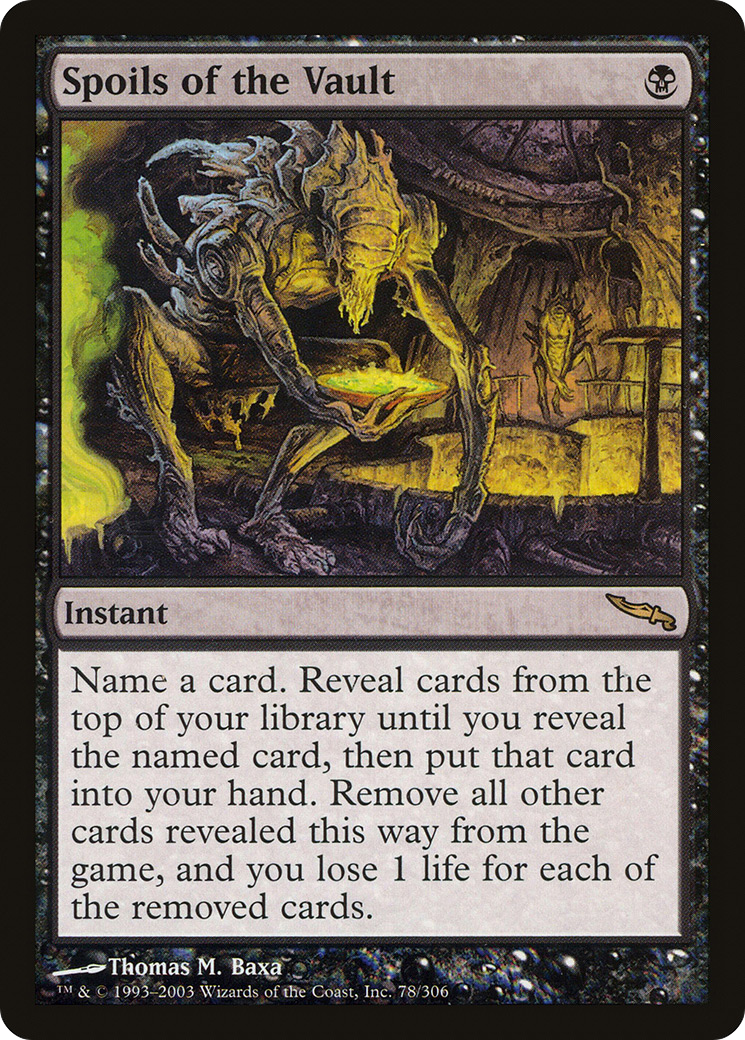 Spoils of the Vault
Instant
Name a card. Reveal cards from the
top of your library until you reveal
the named card, then put that card
into your hand. Remove all other
cards revealed this way from the
game, and you lose 1 life for each of
the removed cards.
Thomas M. Baxa
™ & © 1993–2003 Wizards of the Coast, Inc. 78/306